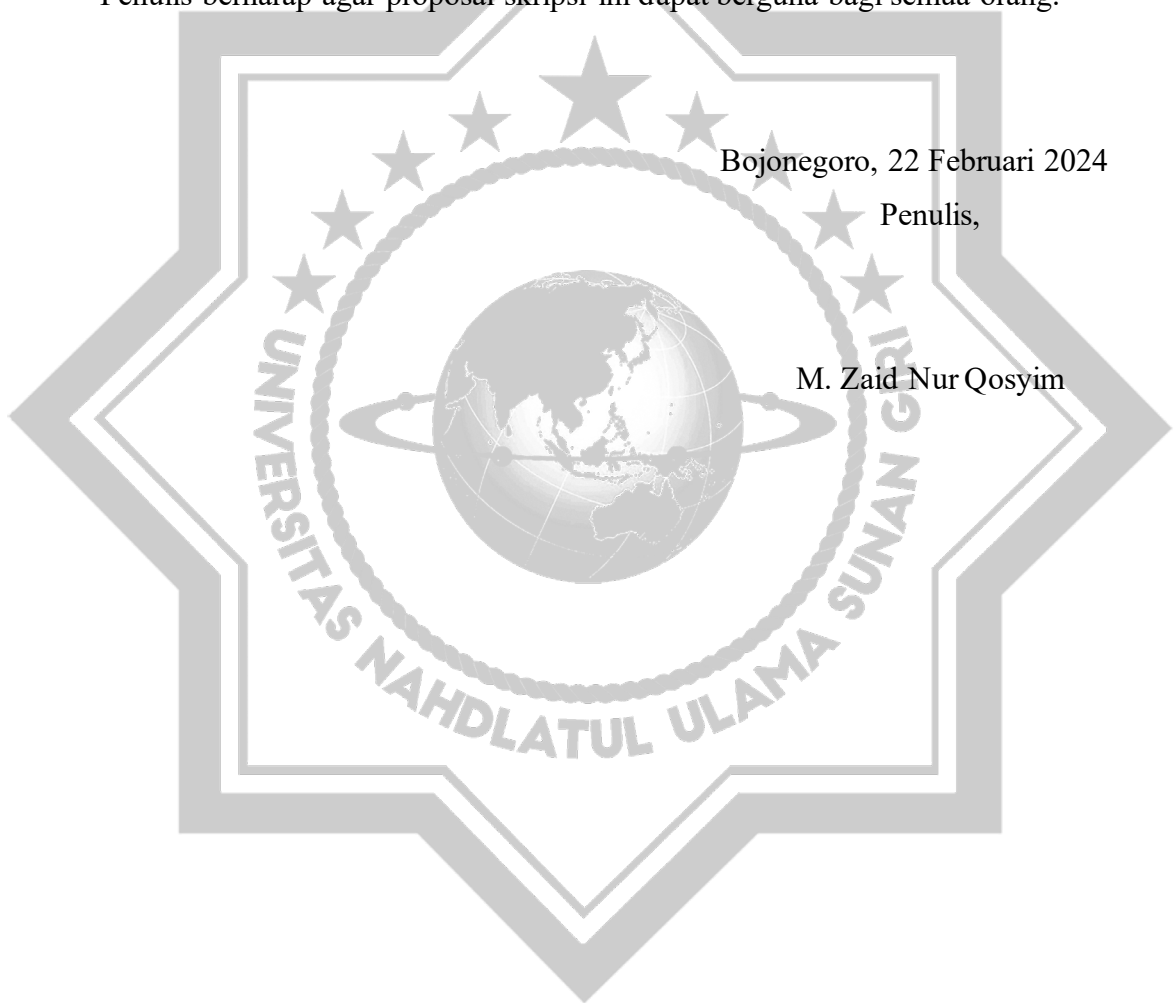 Penulis berharap agar proposal skripsi ini dapat berguna bagi semua orang.
Bojonegoro, 22 Februari 2024
Penulis,
M. Zaid Nur Qosyim
UNIVERSITAS NAHDLATUL ULAMA SUNAN GIRI